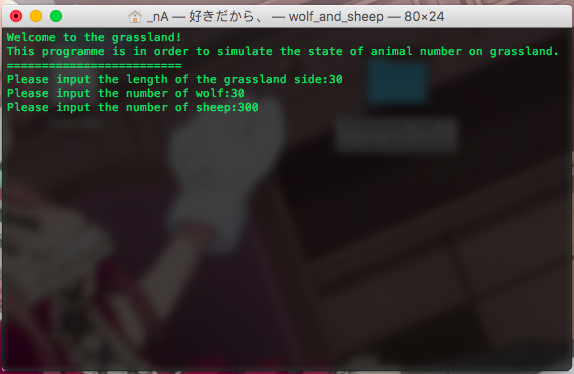 _nA — 好きだから、 — wolf_and_sheep — 80×24
Welcome to the grassland!
This programme is in order to simulate the state of animal number on grassland.
=========================
Please input the length of the grassland side:30
Please input the number of wolf:30
Please input the number of sheep:300